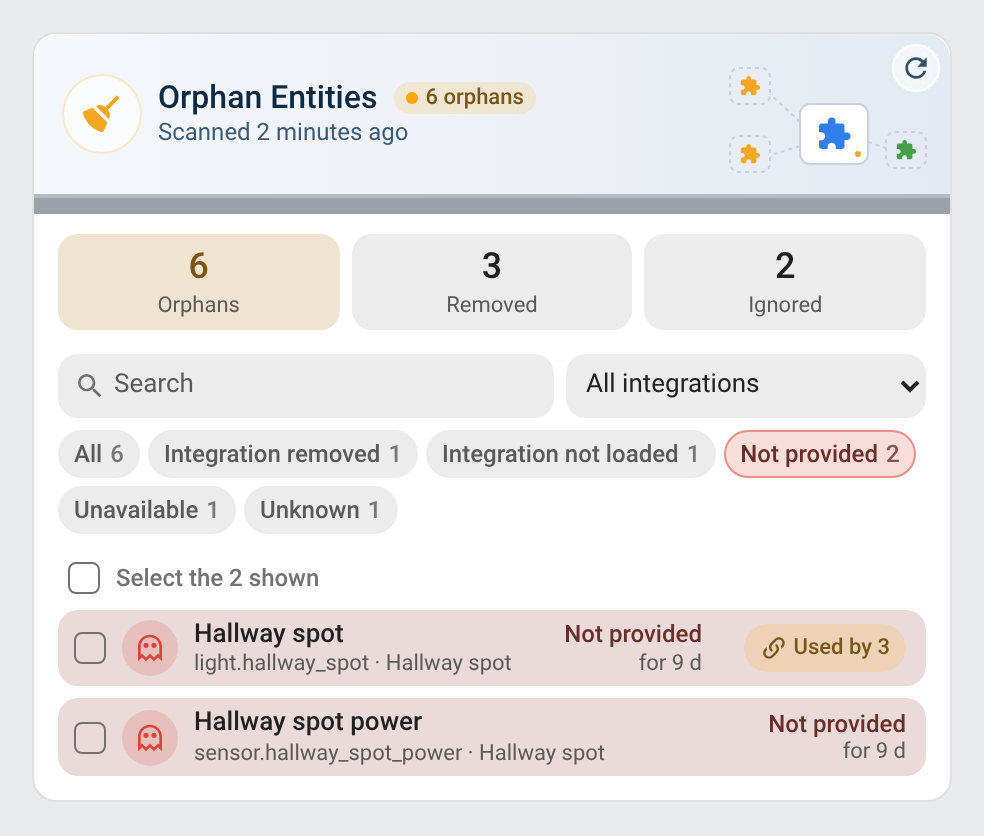 Orphan Entities
6 orphans
Scanned 2 minutes ago
6
Orphans
3
Removed
2
Ignored
Search
All integrations
All 6
Integration removed 1
Integration not loaded 1
Not provided 2
Unavailable 1
Unknown 1
Select the 2 shown
Hallway spot
light.hallway_spot · Hallway spot
Not provided
for 9 d
Used by 3
Hallway spot power
sensor.hallway_spot_power · Hallway spot
Not provided
for 9 d